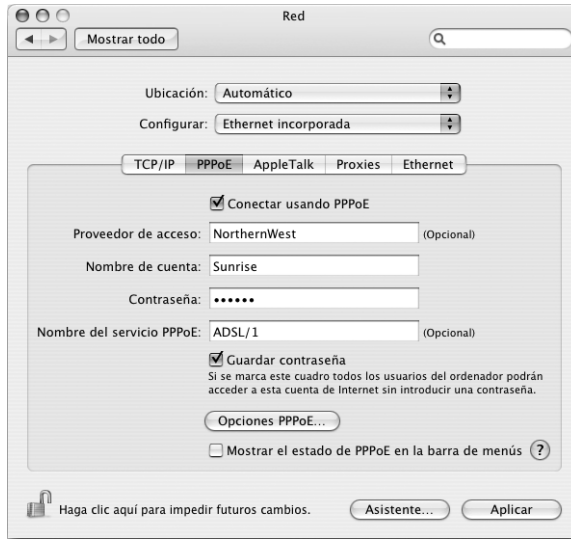 Red
Mostrar todo
Ubicación: Automático
Configurar: Ethernet incorporada
TCP/IP PPPoE AppleTalk Proxies Ethernet
Conectar usando PPPoE
Proveedor de acceso: NorthernWest (Opcional)
Nombre de cuenta: Sunrise
Contraseña: ••••••
Nombre del servicio PPPoE: ADSL/1 (Opcional)
Guardar contraseña
Si se marca este cuadro todos los usuarios del ordenador podrán
acceder a esta cuenta de Internet sin introducir una contraseña.
Opciones PPPoE...
Mostrar el estado de PPPoE en la barra de menús ?
Haga clic aquí para impedir futuros cambios. Asistente... Aplicar